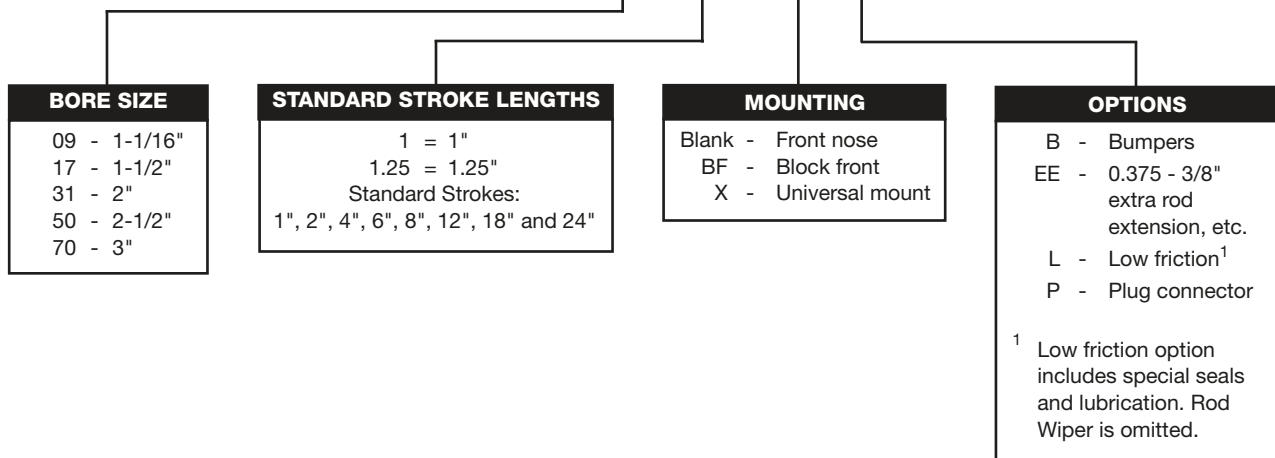 BORE SIZE
09 - 1-1/16"
17 - 1-1/2"
31 - 2"
50 - 2-1/2"
70 - 3"
STANDARD STROKE LENGTHS
1 = 1"
1.25 = 1.25"
Standard Strokes:
1", 2", 4", 6", 8", 12", 18" and 24"
MOUNTING
Blank - Front nose
BF - Block front
X - Universal mount
OPTIONS
B - Bumpers
EE - 0.375 - 3/8"
extra rod
extension, etc.
L - Low friction¹
P - Plug connector
¹ Low friction option
includes special seals
and lubrication. Rod
Wiper is omitted.